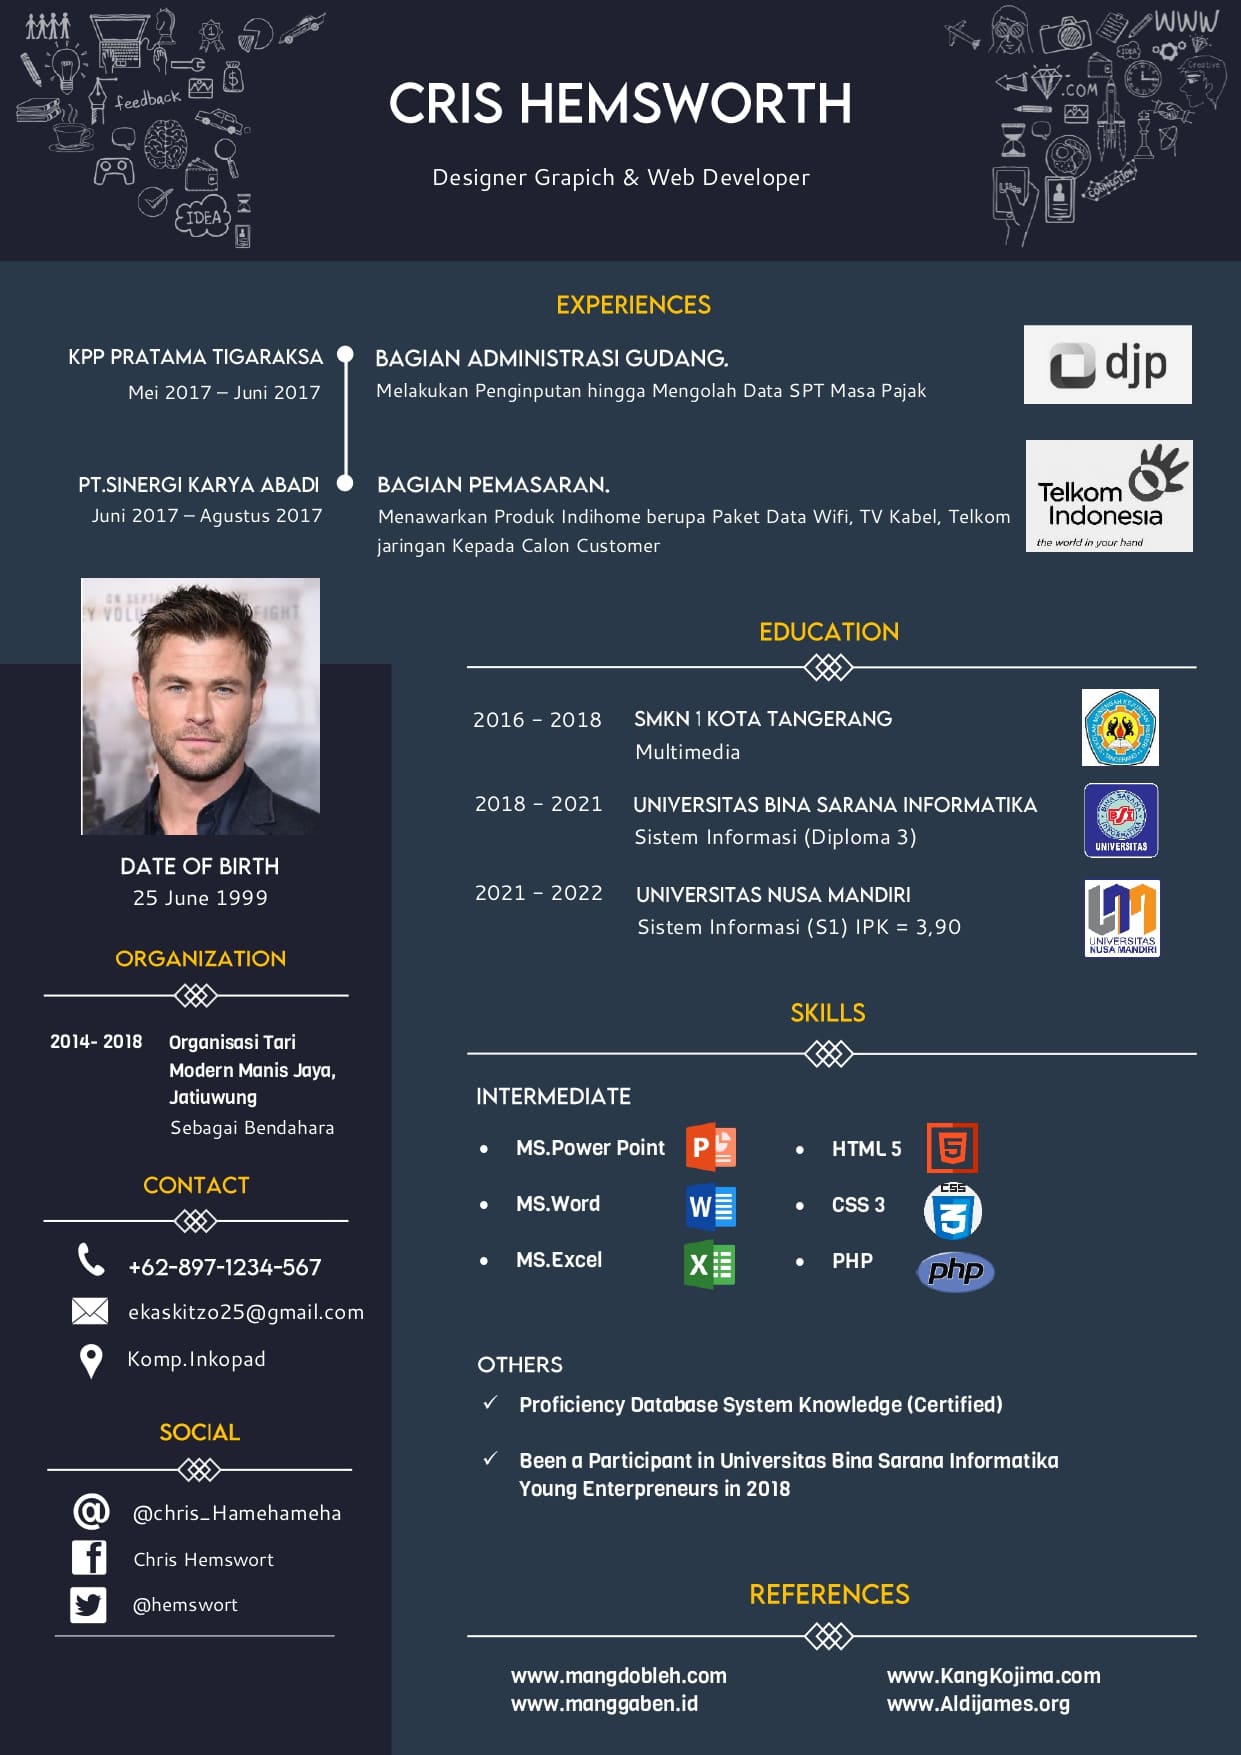 WWW
feedback
IDEA
IDEA
Creative
.COM
CONNECTION
CRIS HEMSWORTH
Designer Grapich & Web Developer
EXPERIENCES
KPP PRATAMA TIGARAKSA
Mei 2017 – Juni 2017
BAGIAN ADMINISTRASI GUDANG.
Melakukan Penginputan hingga Mengolah Data SPT Masa Pajak
djp
PT.SINERGI KARYA ABADI
Juni 2017 – Agustus 2017
BAGIAN PEMASARAN.
Menawarkan Produk Indihome berupa Paket Data Wifi, TV Kabel, Telkom
jaringan Kepada Calon Customer
Telkom
Indonesia
the world in your hand
DATE OF BIRTH
25 June 1999
ORGANIZATION
2014- 2018
Organisasi Tari
Modern Manis Jaya,
Jatiuwung
Sebagai Bendahara
CONTACT
+62-897-1234-567
ekaskitzo25@gmail.com
Komp.Inkopad
SOCIAL
@chris_Hamehameha
Chris Hemswort
@hemswort
EDUCATION
2016 - 2018
SMKN 1 KOTA TANGERANG
Multimedia
2018 - 2021
UNIVERSITAS BINA SARANA INFORMATIKA
Sistem Informasi (Diploma 3)
BSI
UNIVERSITAS
2021 - 2022
UNIVERSITAS NUSA MANDIRI
Sistem Informasi (S1) IPK = 3,90
UNIVERSITAS
NUSA MANDIRI
SKILLS
INTERMEDIATE
• MS.Power Point
• MS.Word
• MS.Excel
• HTML 5
• CSS 3
CSS
• PHP
php
OTHERS
✓ Proficiency Database System Knowledge (Certified)
✓ Been a Participant in Universitas Bina Sarana Informatika
Young Enterpreneurs in 2018
REFERENCES
www.mangdobleh.com
www.manggaben.id
www.KangKojima.com
www.Aldijames.org